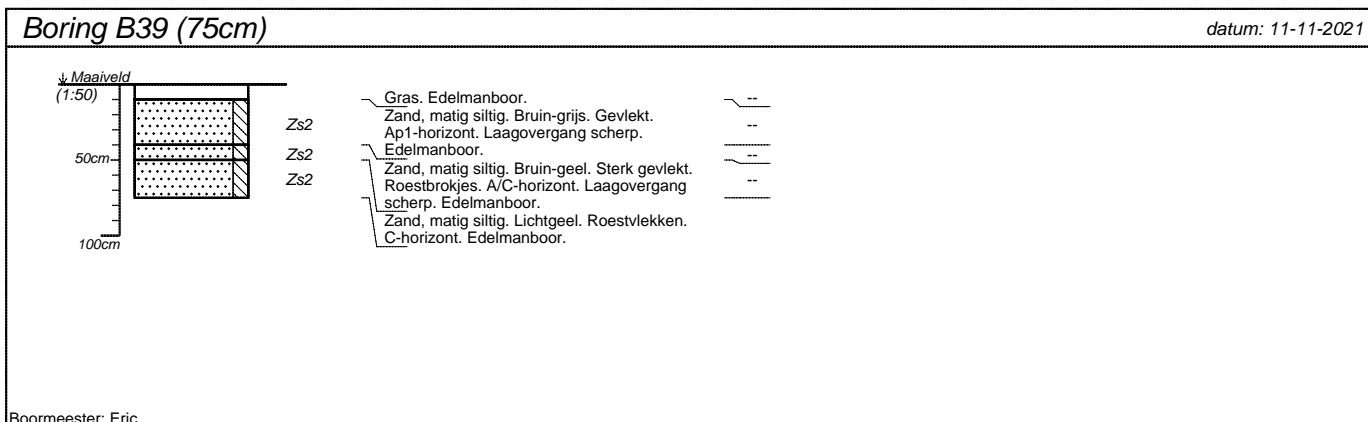 Boring B39 (75cm)
datum: 11-11-2021
Maaiveld
(1:50)
50cm
100cm
Zs2
Zs2
Zs2
Gras. Edelmanboor.
Zand, matig siltig. Bruin-grijs. Gevlekt.
Ap1-horizont. Laagovergang scherp.
Edelmanboor.
Zand, matig siltig. Bruin-geel. Sterk gevlekt.
Roestbrokjes. A/C-horizont. Laagovergang
scherp. Edelmanboor.
Zand, matig siltig. Lichtgeel. Roestvlekken.
C-horizont. Edelmanboor.
--
--
--
--
Boormeester: Eric